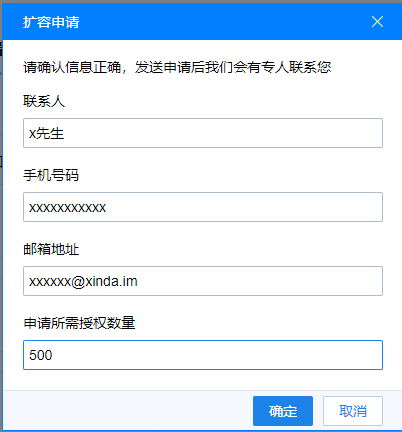 扩容申请
请确认信息正确，发送申请后我们会有专人联系您
联系人
x先生
手机号码
xxxxxxxxxxx
邮箱地址
xxxxxx@xinda.im
申请所需授权数量
500
确定 取消